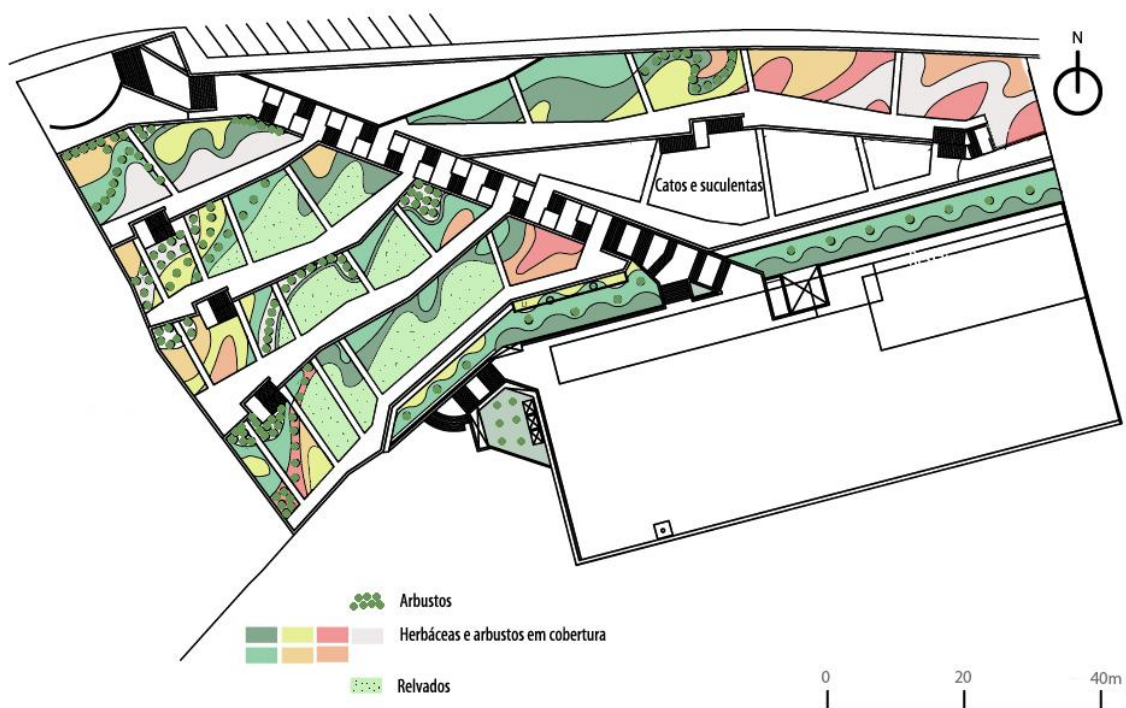 N
Catos e suculentas
Arbustos
Herbáceas e arbustos em cobertura
Relvados
0 20 40m